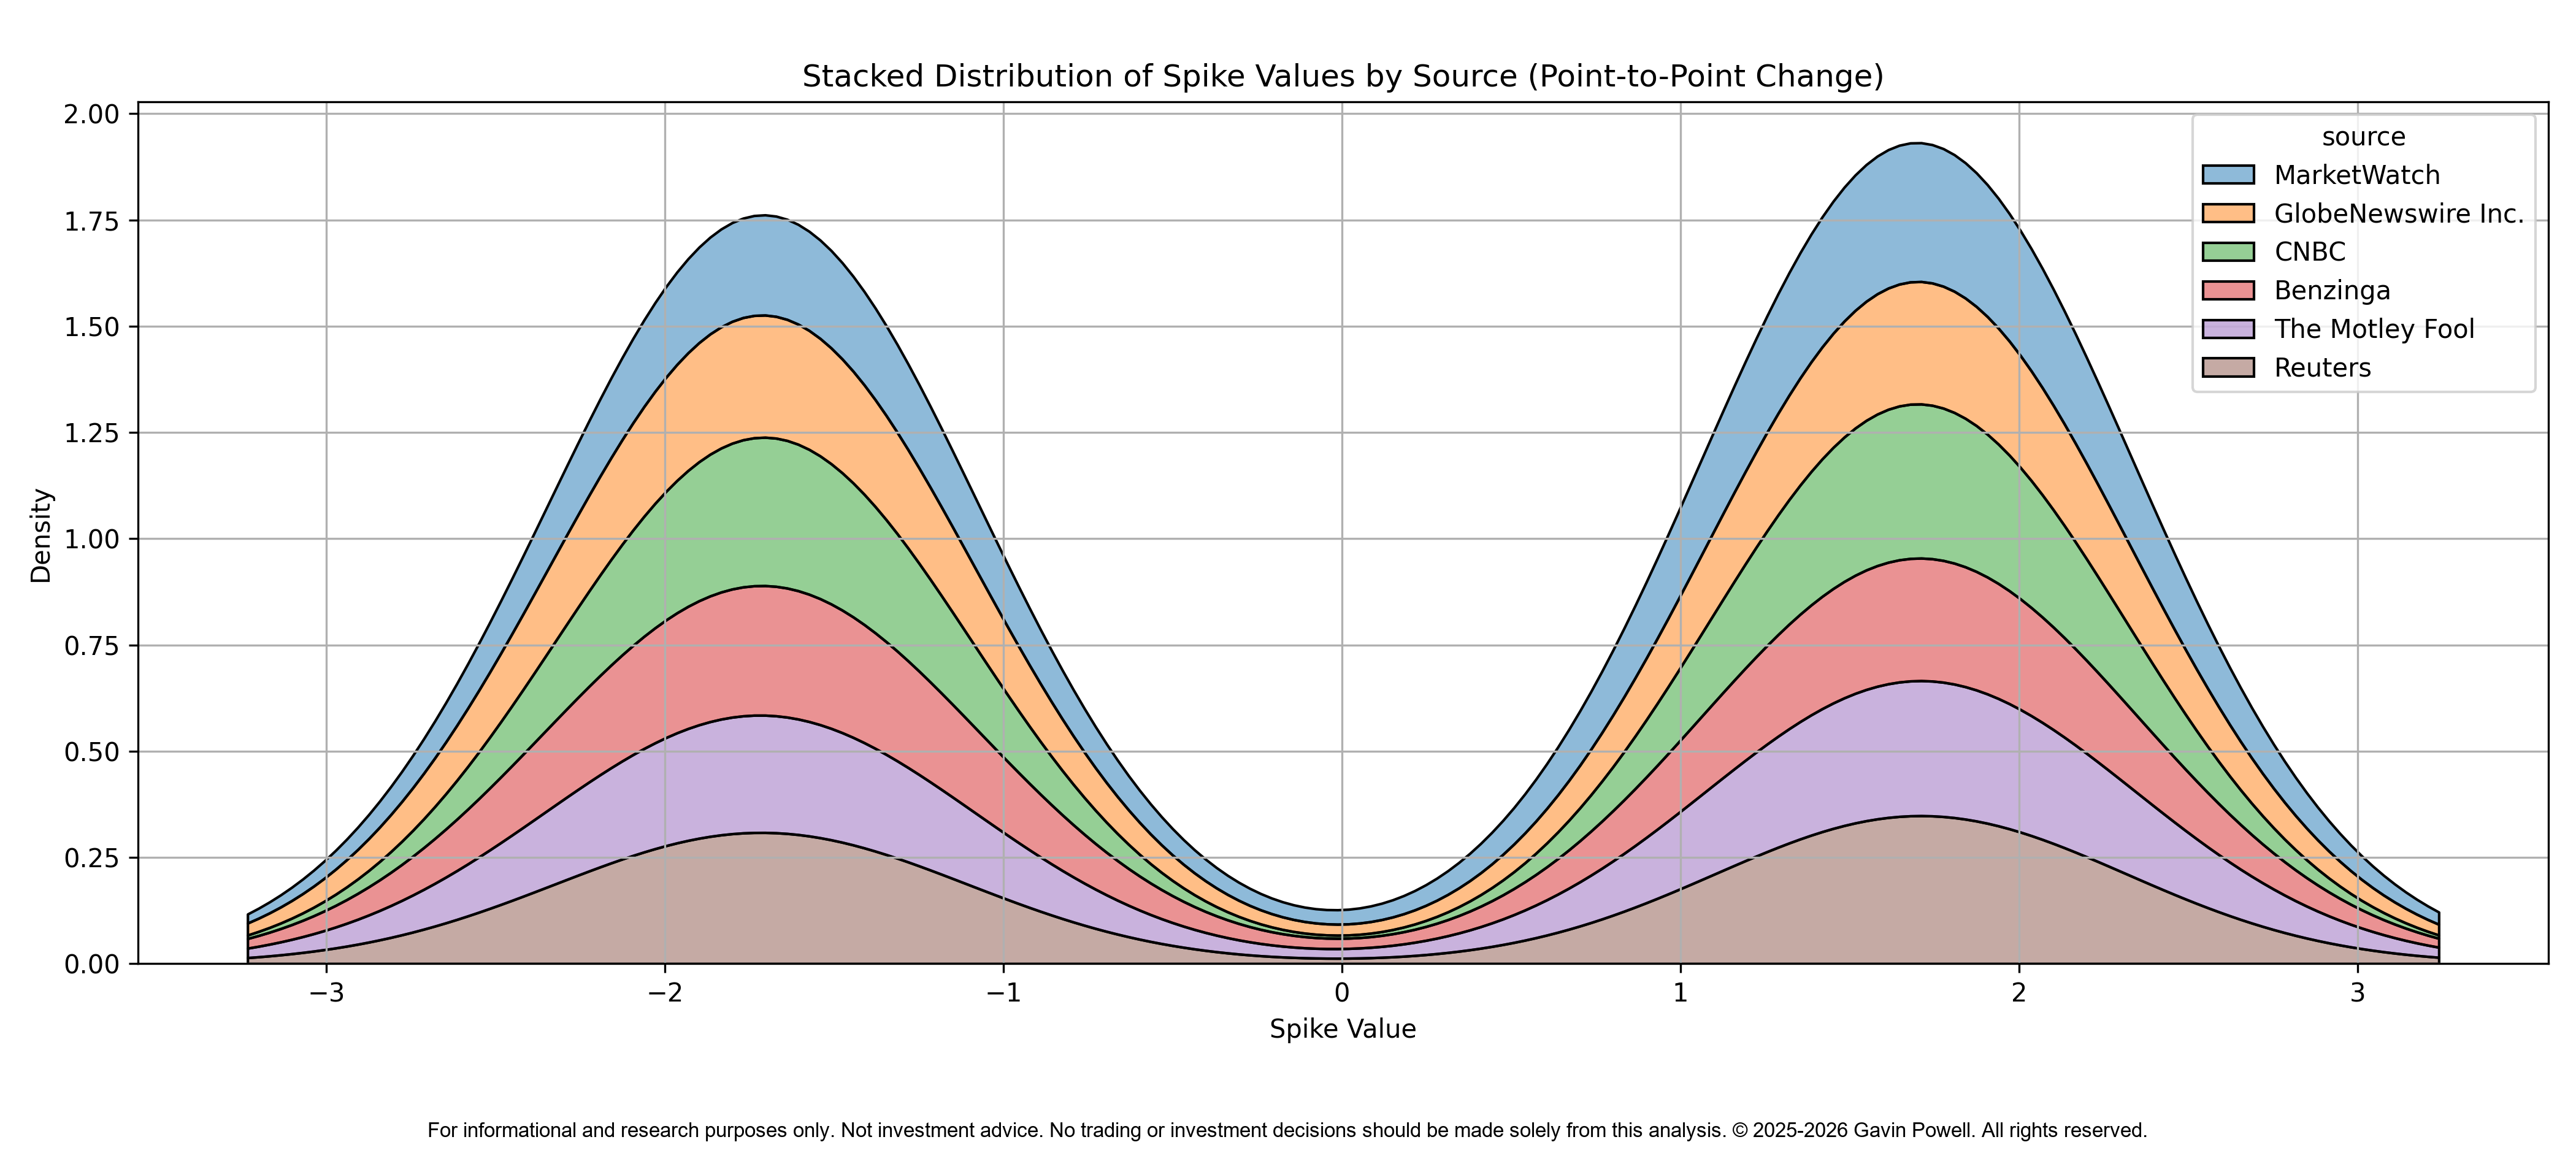 Stacked Distribution of Spike Values by Source (Point-to-Point Change)
2.00
1.75
1.50
1.25
1.00
0.75
0.50
0.25
0.00
Density
source
MarketWatch
GlobeNewswire Inc.
CNBC
Benzinga
The Motley Fool
Reuters
−3
−2
−1
0
1
2
3
Spike Value
For informational and research purposes only. Not investment advice. No trading or investment decisions should be made solely from this analysis. © 2025-2026 Gavin Powell. All rights reserved.